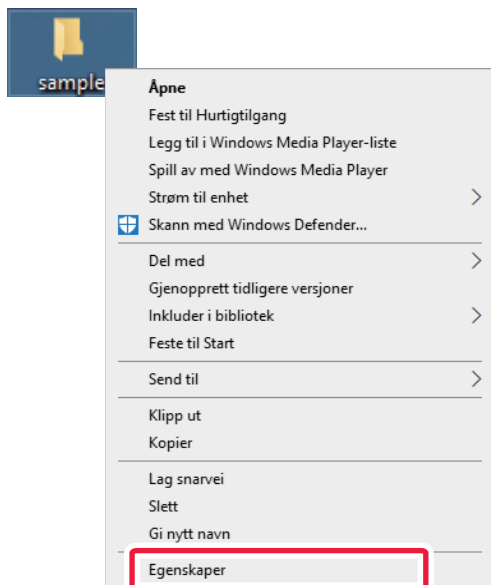 sample
Åpne
Fest til Hurtigtilgang
Legg til i Windows Media Player-liste
Spill av med Windows Media Player
Strøm til enhet
Skann med Windows Defender...
Del med
Gjenopprett tidligere versjoner
Inkluder i bibliotek
Feste til Start
Send til
Klipp ut
Kopier
Lag snarvei
Slett
Gi nytt navn
Egenskaper